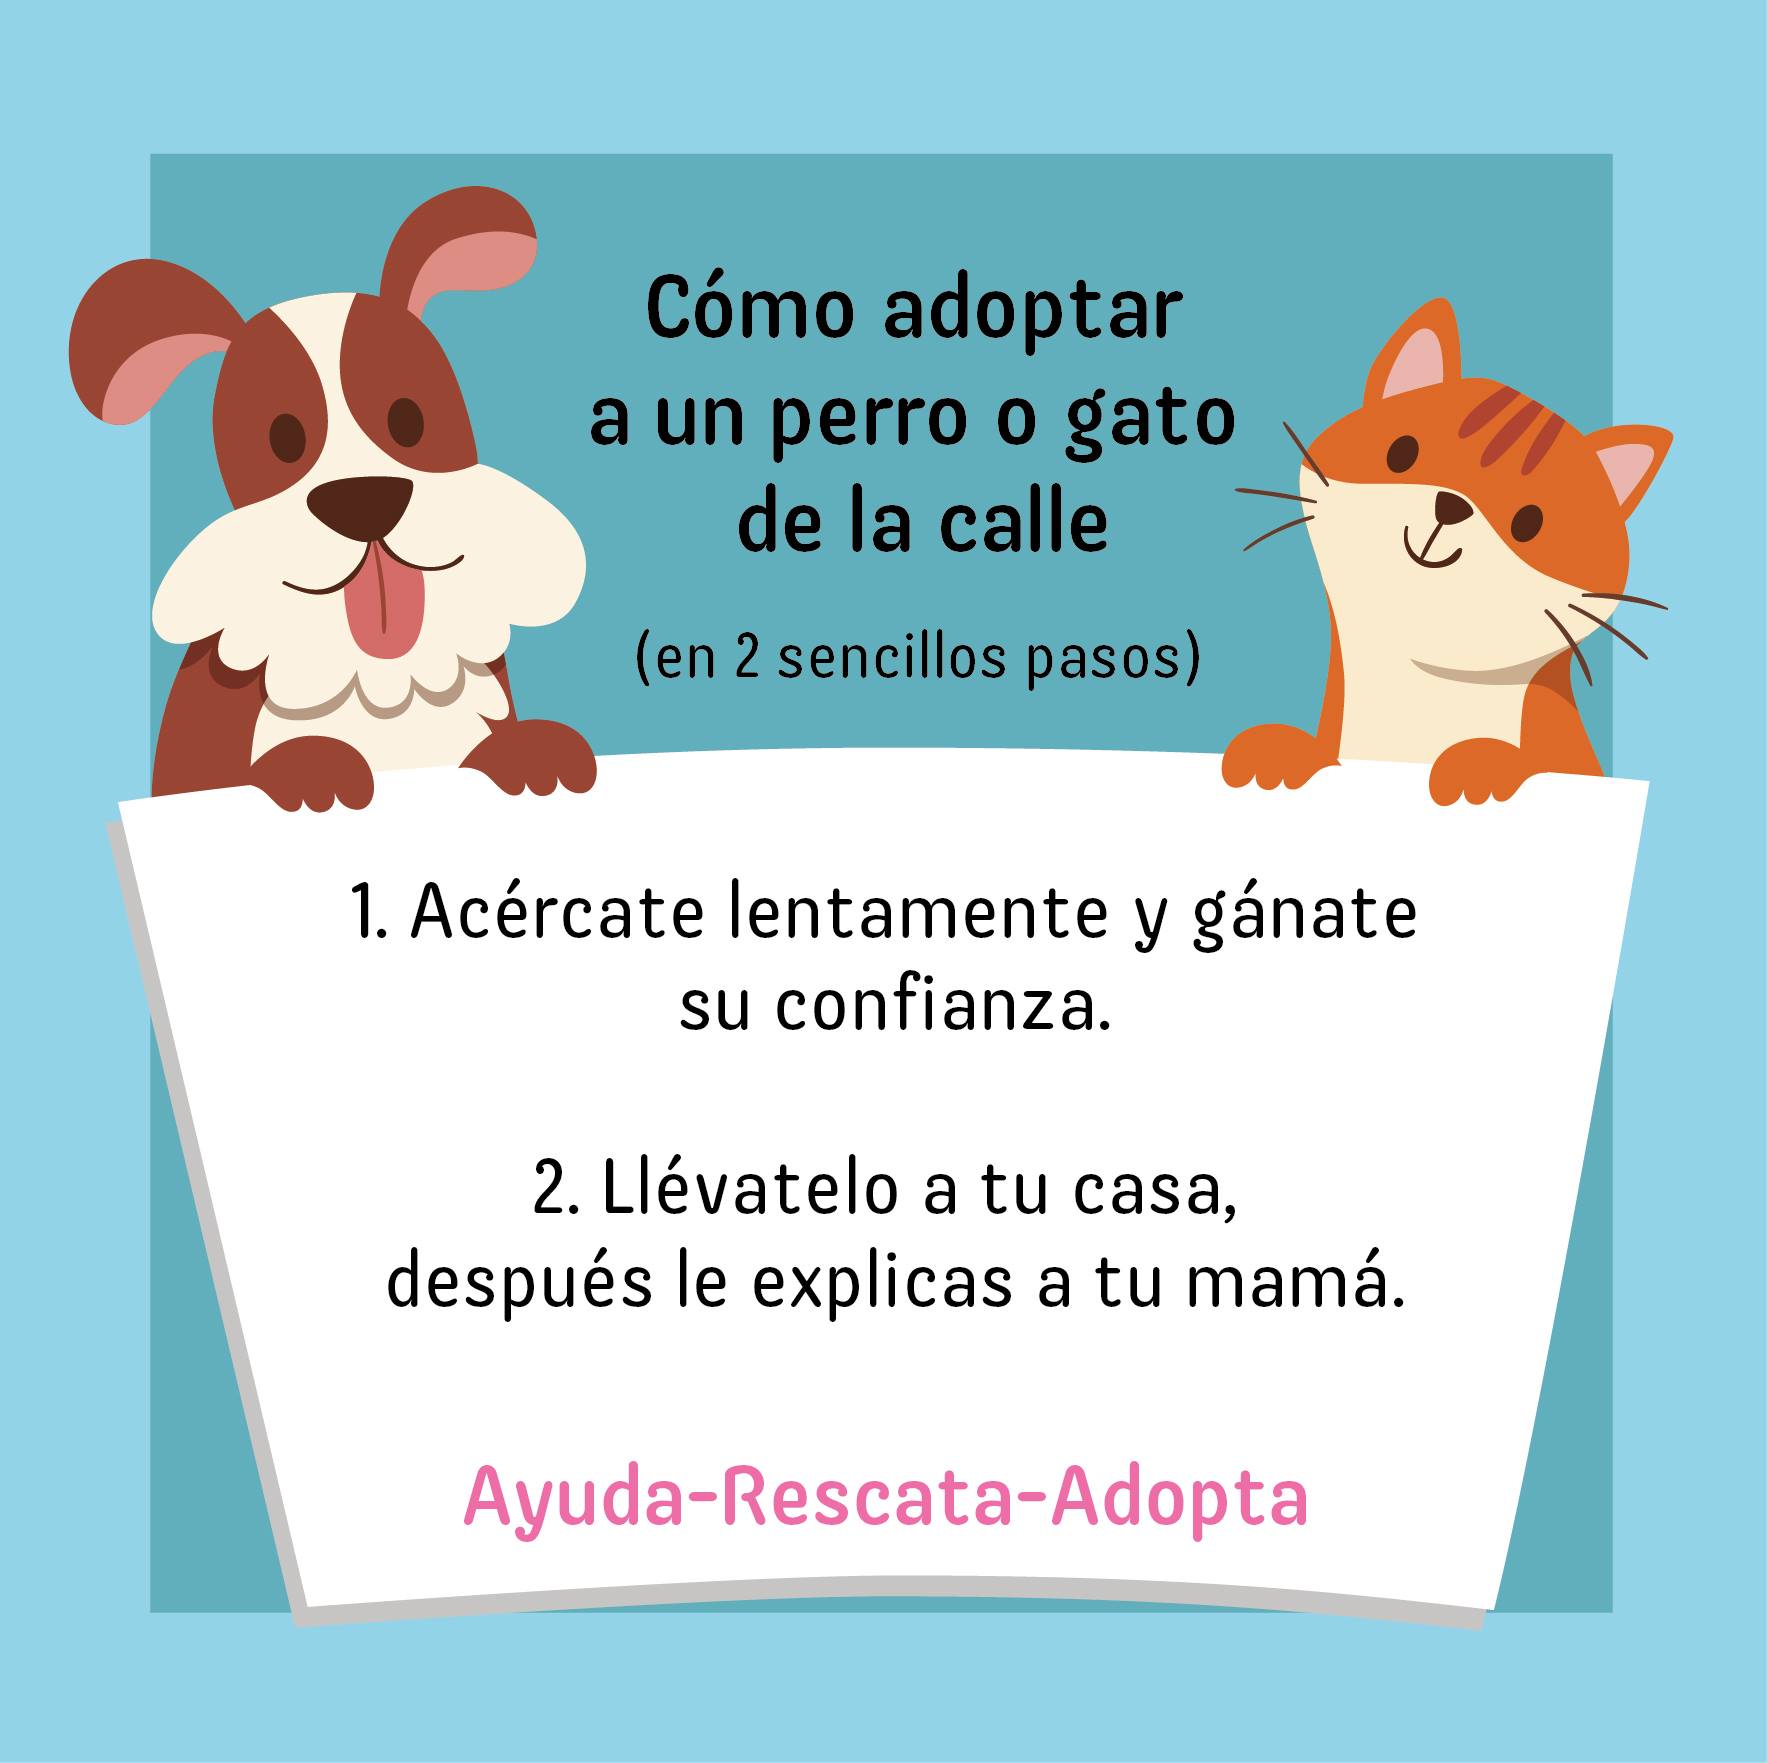 Cómo adoptar
a un perro o gato
de la calle
(en 2 sencillos pasos)
1. Acércate lentamente y gánate
su confianza.
2. Llévatelo a tu casa,
después le explicas a tu mamá.
Ayuda-Rescata-Adopta